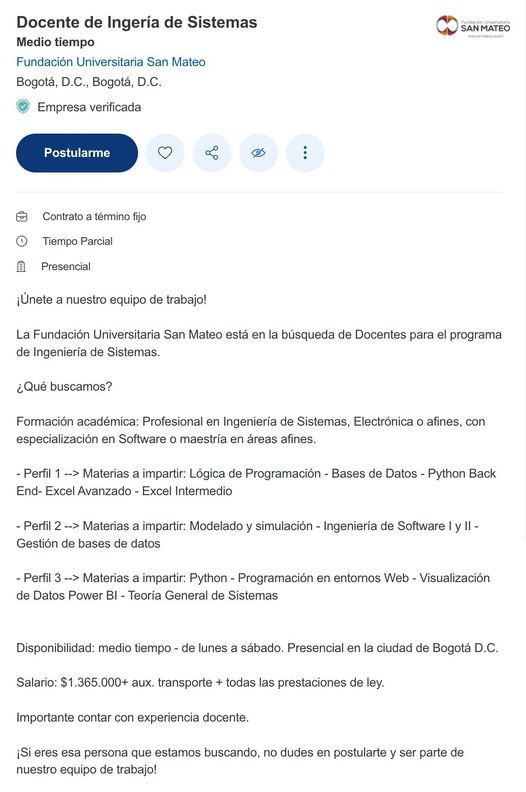 Docente de Ingería de Sistemas
Medio tiempo
Fundación Universitaria San Mateo
Bogotá, D.C., Bogotá, D.C.
Empresa verificada
Fundación Universitaria
SAN MATEO
Postularme
Contrato a término fijo
Tiempo Parcial
Presencial
¡Únete a nuestro equipo de trabajo!
La Fundación Universitaria San Mateo está en la búsqueda de Docentes para el programa
de Ingeniería de Sistemas.
¿Qué buscamos?
Formación académica: Profesional en Ingeniería de Sistemas, Electrónica o afines, con
especialización en Software o maestría en áreas afines.
- Perfil 1 --> Materias a impartir: Lógica de Programación - Bases de Datos - Python Back
End- Excel Avanzado - Excel Intermedio
- Perfil 2 --> Materias a impartir: Modelado y simulación - Ingeniería de Software I y II -
Gestión de bases de datos
- Perfil 3 --> Materias a impartir: Python - Programación en entornos Web - Visualización
de Datos Power BI - Teoría General de Sistemas
Disponibilidad: medio tiempo - de lunes a sábado. Presencial en la ciudad de Bogotá D.C.
Salario: $1.365.000+ aux. transporte + todas las prestaciones de ley.
Importante contar con experiencia docente.
¡Si eres esa persona que estamos buscando, no dudes en postularte y ser parte de
nuestro equipo de trabajo!